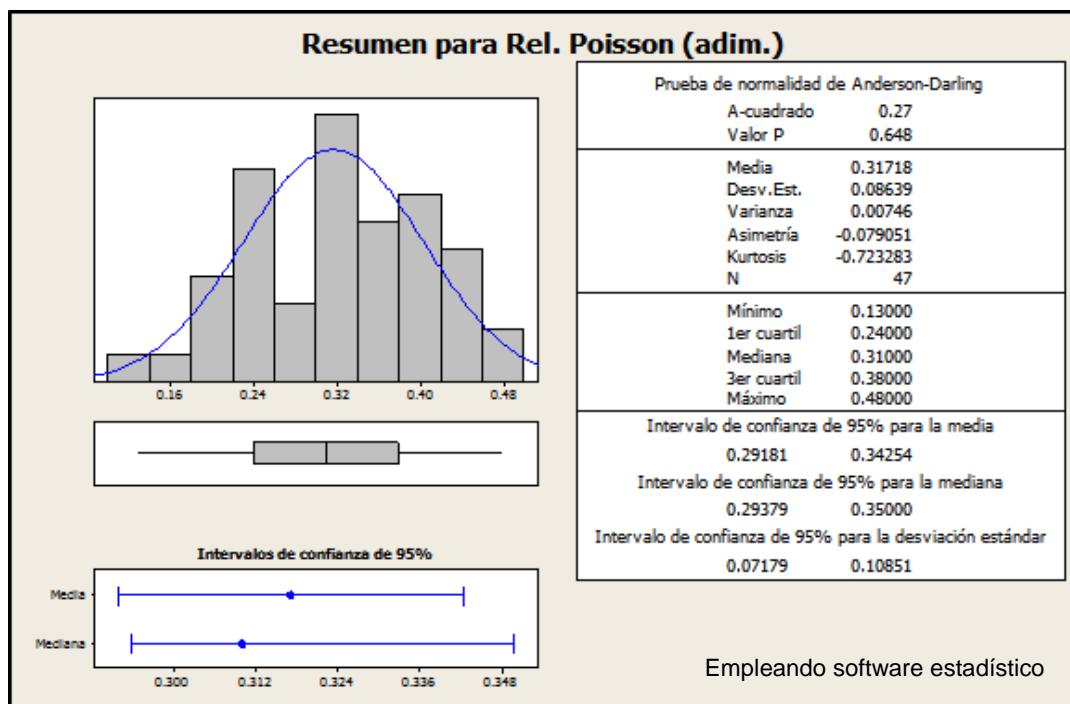 Resumen para Rel. Poisson (adim.)
0.16 0.24 0.32 0.40 0.48
Intervalos de confianza de 95%
Media
Mediana
0.300 0.312 0.324 0.336 0.348
Prueba de normalidad de Anderson-Darling
A-cuadrado 0.27
Valor P 0.648
Media 0.31718
Desv.Est. 0.08639
Varianza 0.00746
Asimetría -0.079051
Kurtosis -0.723283
N 47
Mínimo 0.13000
1er cuartil 0.24000
Mediana 0.31000
3er cuartil 0.38000
Máximo 0.48000
Intervalo de confianza de 95% para la media
0.29181 0.34254
Intervalo de confianza de 95% para la mediana
0.29379 0.35000
Intervalo de confianza de 95% para la desviación estándar
0.07179 0.10851
Empleando software estadístico